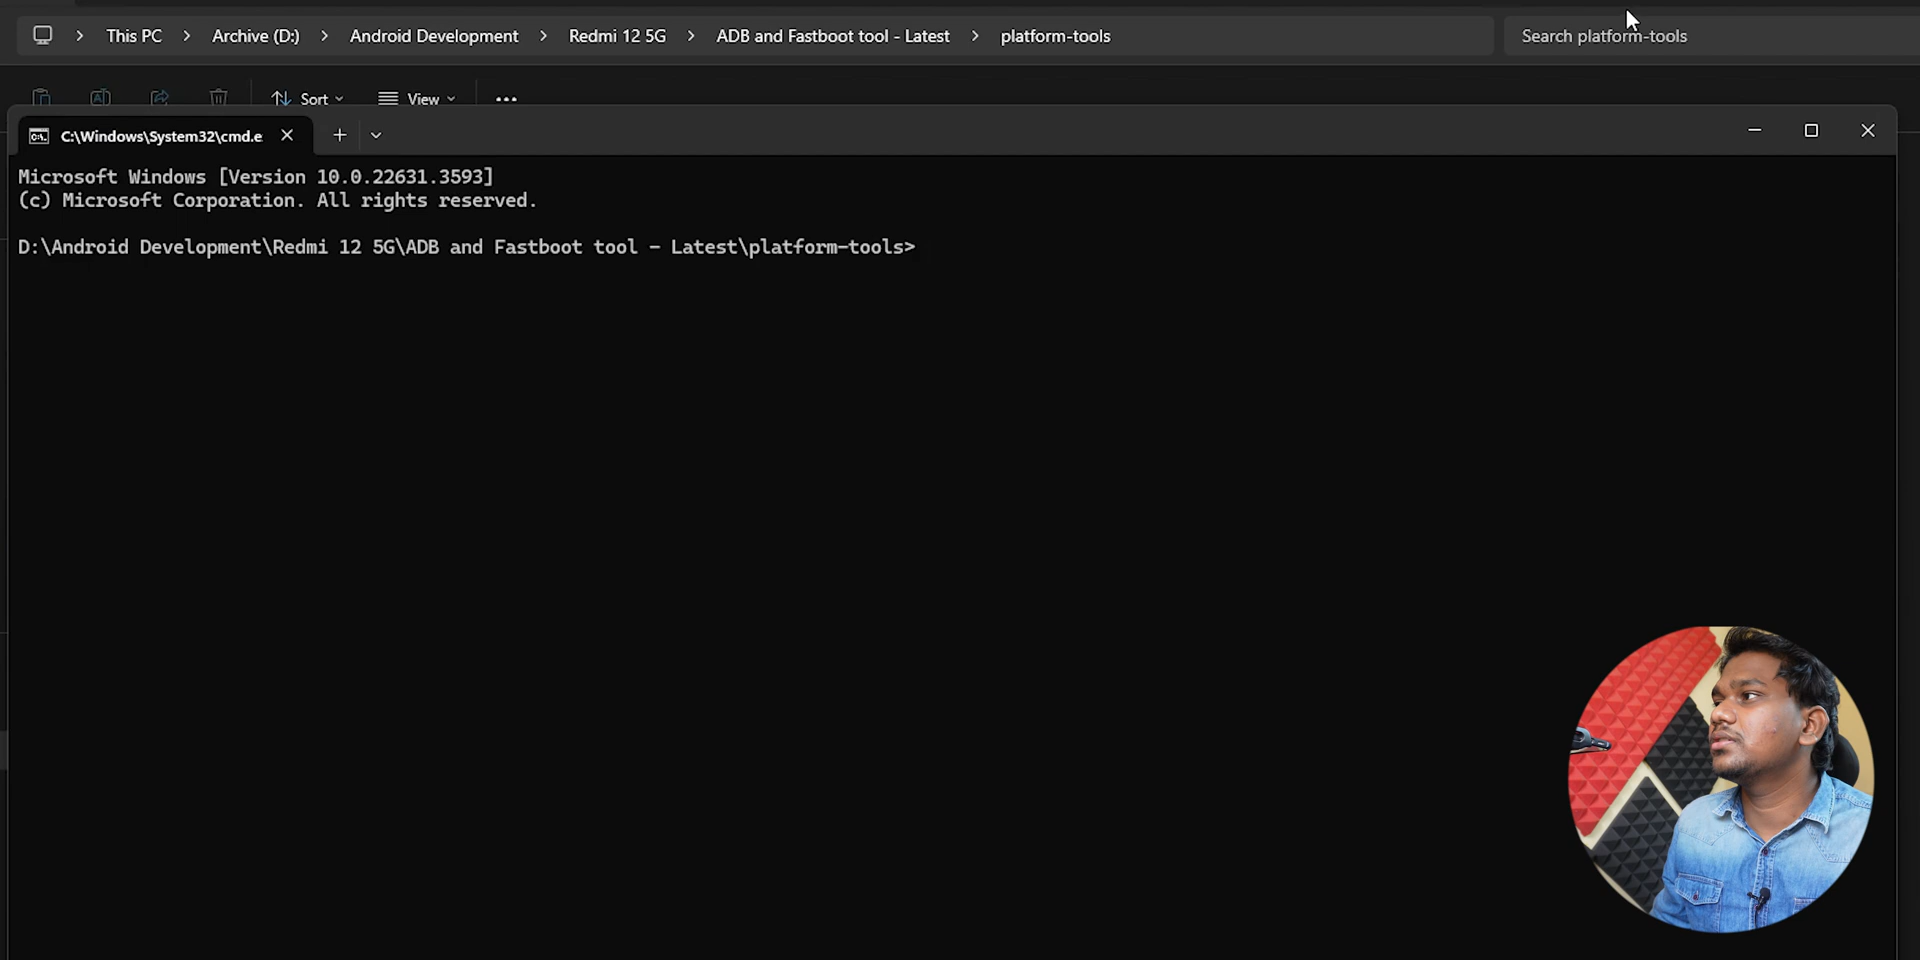 This PC > Archive (D:) > Android Development > Redmi 12 5G > ADB and Fastboot tool - Latest > platform-tools
Search platform-tools
Sort
View
C:\Windows\System32\cmd.e
Microsoft Windows [Version 10.0.22631.3593]
(c) Microsoft Corporation. All rights reserved.
D:\Android Development\Redmi 12 5G\ADB and Fastboot tool - Latest\platform-tools>